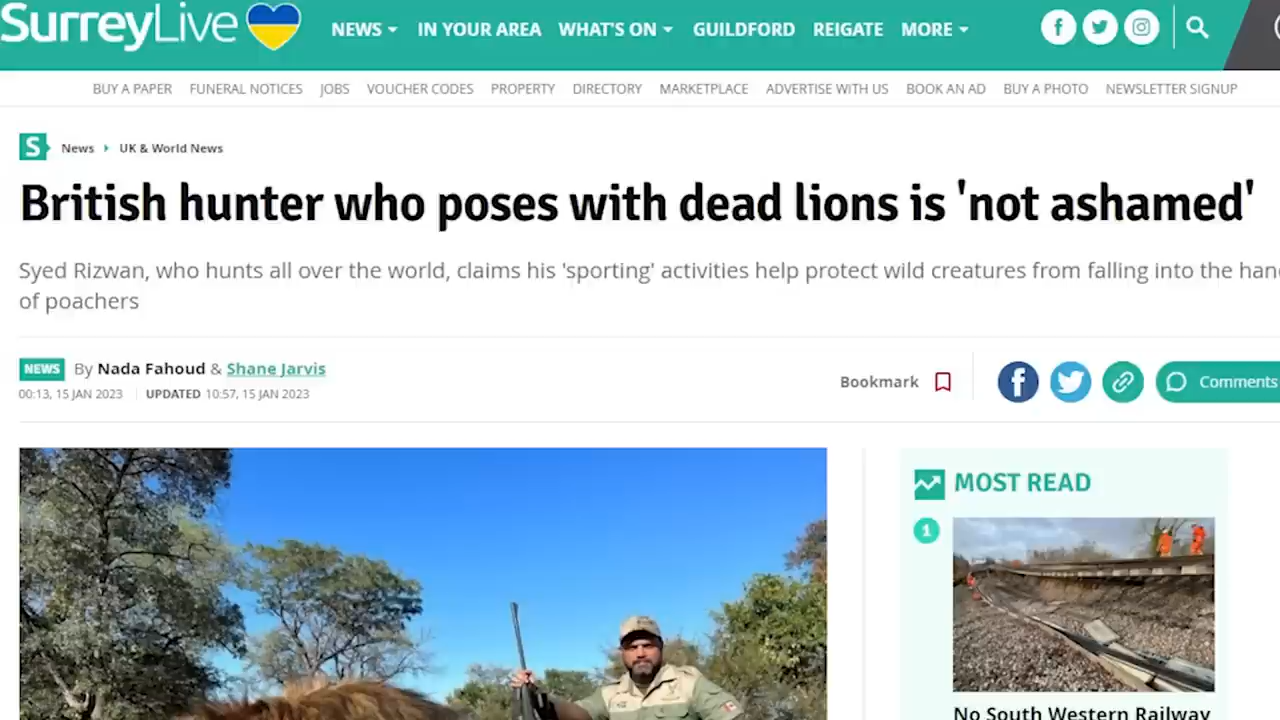 SurreyLive
NEWS IN YOUR AREA WHAT'S ON GUILDFORD REIGATE MORE
BUY A PAPER FUNERAL NOTICES JOBS VOUCHER CODES PROPERTY DIRECTORY MARKETPLACE ADVERTISE WITH US BOOK AN AD BUY A PHOTO NEWSLETTER SIGNUP
S News UK & World News
British hunter who poses with dead lions is 'not ashamed'
Syed Rizwan, who hunts all over the world, claims his 'sporting' activities help protect wild creatures from falling into the
of poachers
NEWS By Nada Fahoud & Shane Jarvis
00:13, 15 JAN 2023 UPDATED 10:57, 15 JAN 2023
Bookmark
Comments
MOST READ
1
No South Western Railway